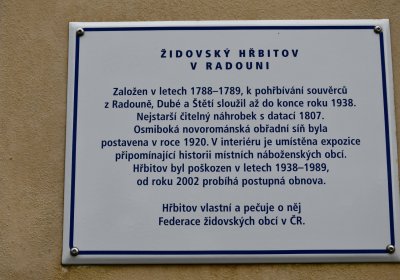 ŽIDOVSKÝ HŘBITOV
V RADOUNI
Založen v letech 1788–1789, k pohřbívání souvěrců
z Radouně, Dubé a Štětí sloužil až do konce roku 1938.
Nejstarší čitelný náhrobek s datací 1807.
Osmiboká novorománská obřadní síň byla
postavena v roce 1920. V interiéru je umístěna expozice
připomínající historii místních náboženských obcí.
Hřbitov byl poškozen v letech 1938–1989,
od roku 2002 probíhá postupná obnova.
Hřbitov vlastní a pečuje o něj
Federace židovských obcí v ČR.